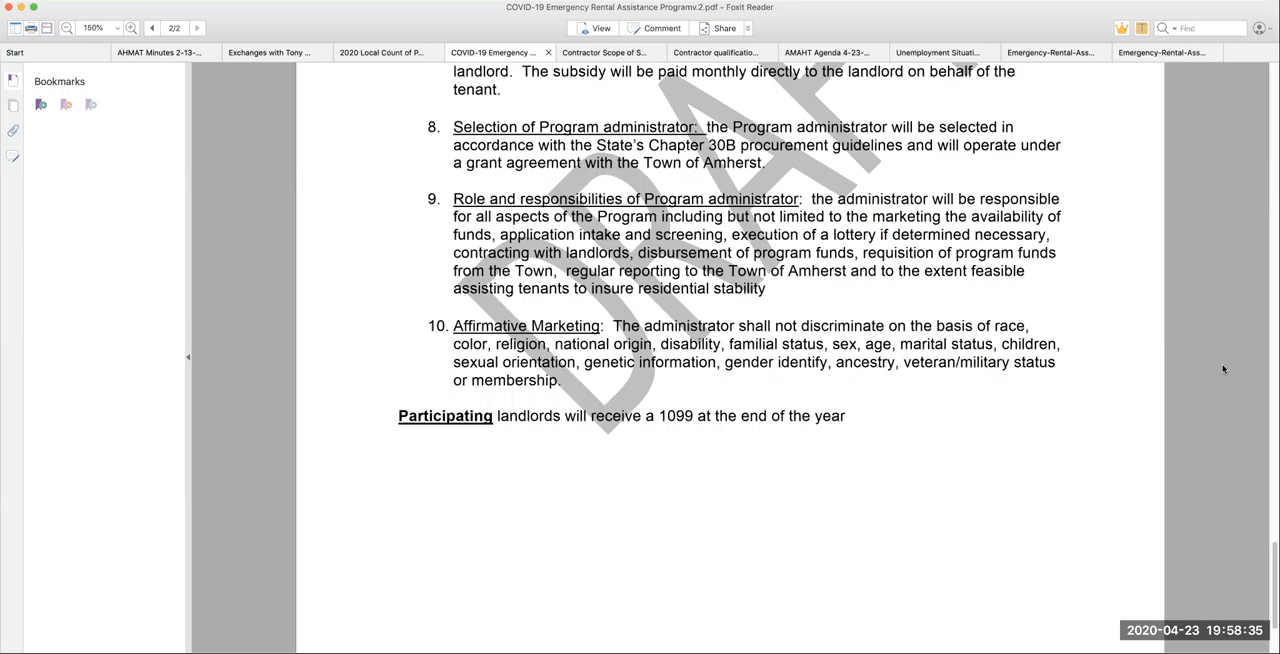 COVID-19 Emergency Rental Assistance Programv.2.pdf - Foxit Reader
150% 2/2 View Comment Share Find
Start AHMAT Minutes 2-13-... Exchanges with Tony ... 2020 Local Count of P... COVID-19 Emergency ... Contractor Scope of S... Contractor qualificatio... AMAHT Agenda 4-23-... Unemployment Situati... Emergency-Rental-Ass... Emergency-Rental-Ass...
Bookmarks
landlord. The subsidy will be paid monthly directly to the landlord on behalf of the
tenant.
8. Selection of Program administrator: the Program administrator will be selected in
accordance with the State's Chapter 30B procurement guidelines and will operate under
a grant agreement with the Town of Amherst.
9. Role and responsibilities of Program administrator: the administrator will be responsible
for all aspects of the Program including but not limited to the marketing the availability of
funds, application intake and screening, execution of a lottery if determined necessary,
contracting with landlords, disbursement of program funds, requisition of program funds
from the Town, regular reporting to the Town of Amherst and to the extent feasible
assisting tenants to insure residential stability
10. Affirmative Marketing: The administrator shall not discriminate on the basis of race,
color, religion, national origin, disability, familial status, sex, age, marital status, children,
sexual orientation, genetic information, gender identify, ancestry, veteran/military status
or membership.
Participating landlords will receive a 1099 at the end of the year
DRAF
2020-04-23 19:58:35